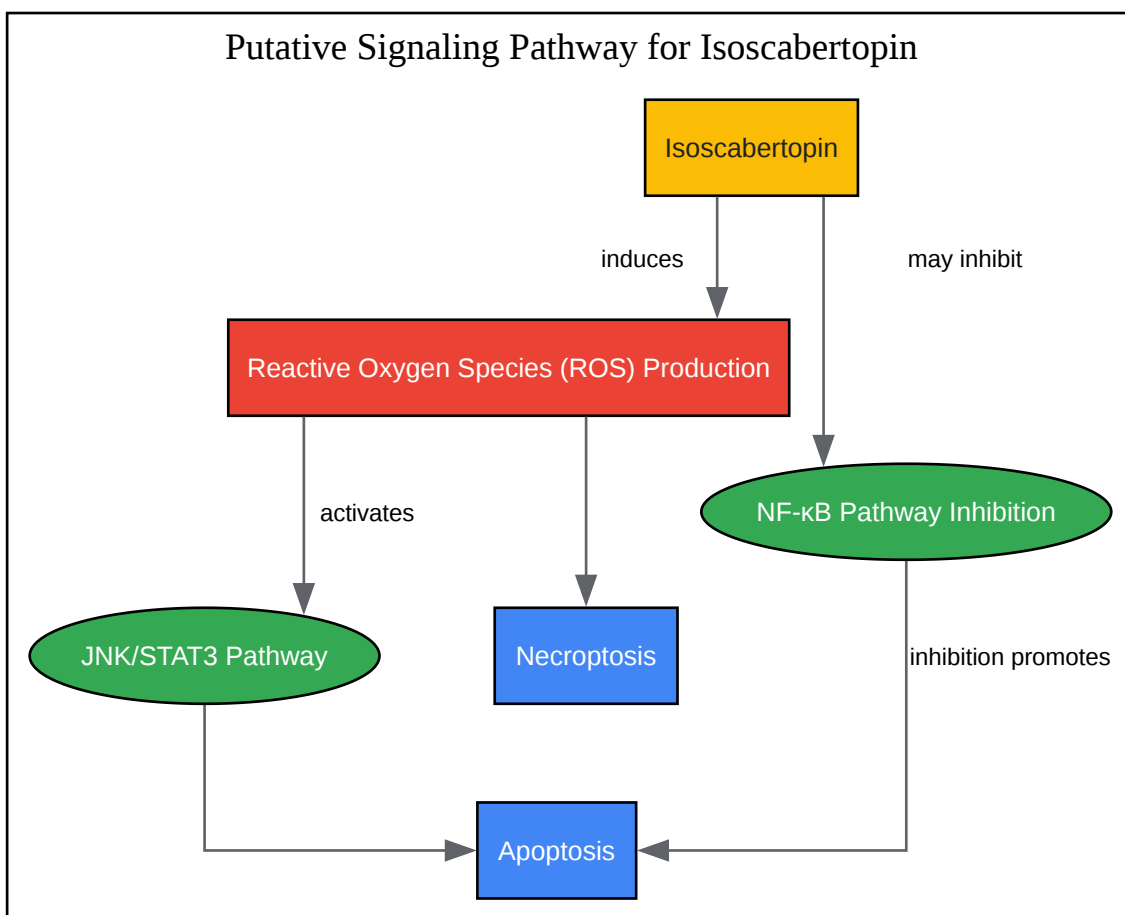 Putative Signaling Pathway for Isoscabertopin
Isoscabertopin
induces
may inhibit
Reactive Oxygen Species (ROS) Production
activates
NF-κB Pathway Inhibition
JNK/STAT3 Pathway
Necroptosis
inhibition promotes
Apoptosis